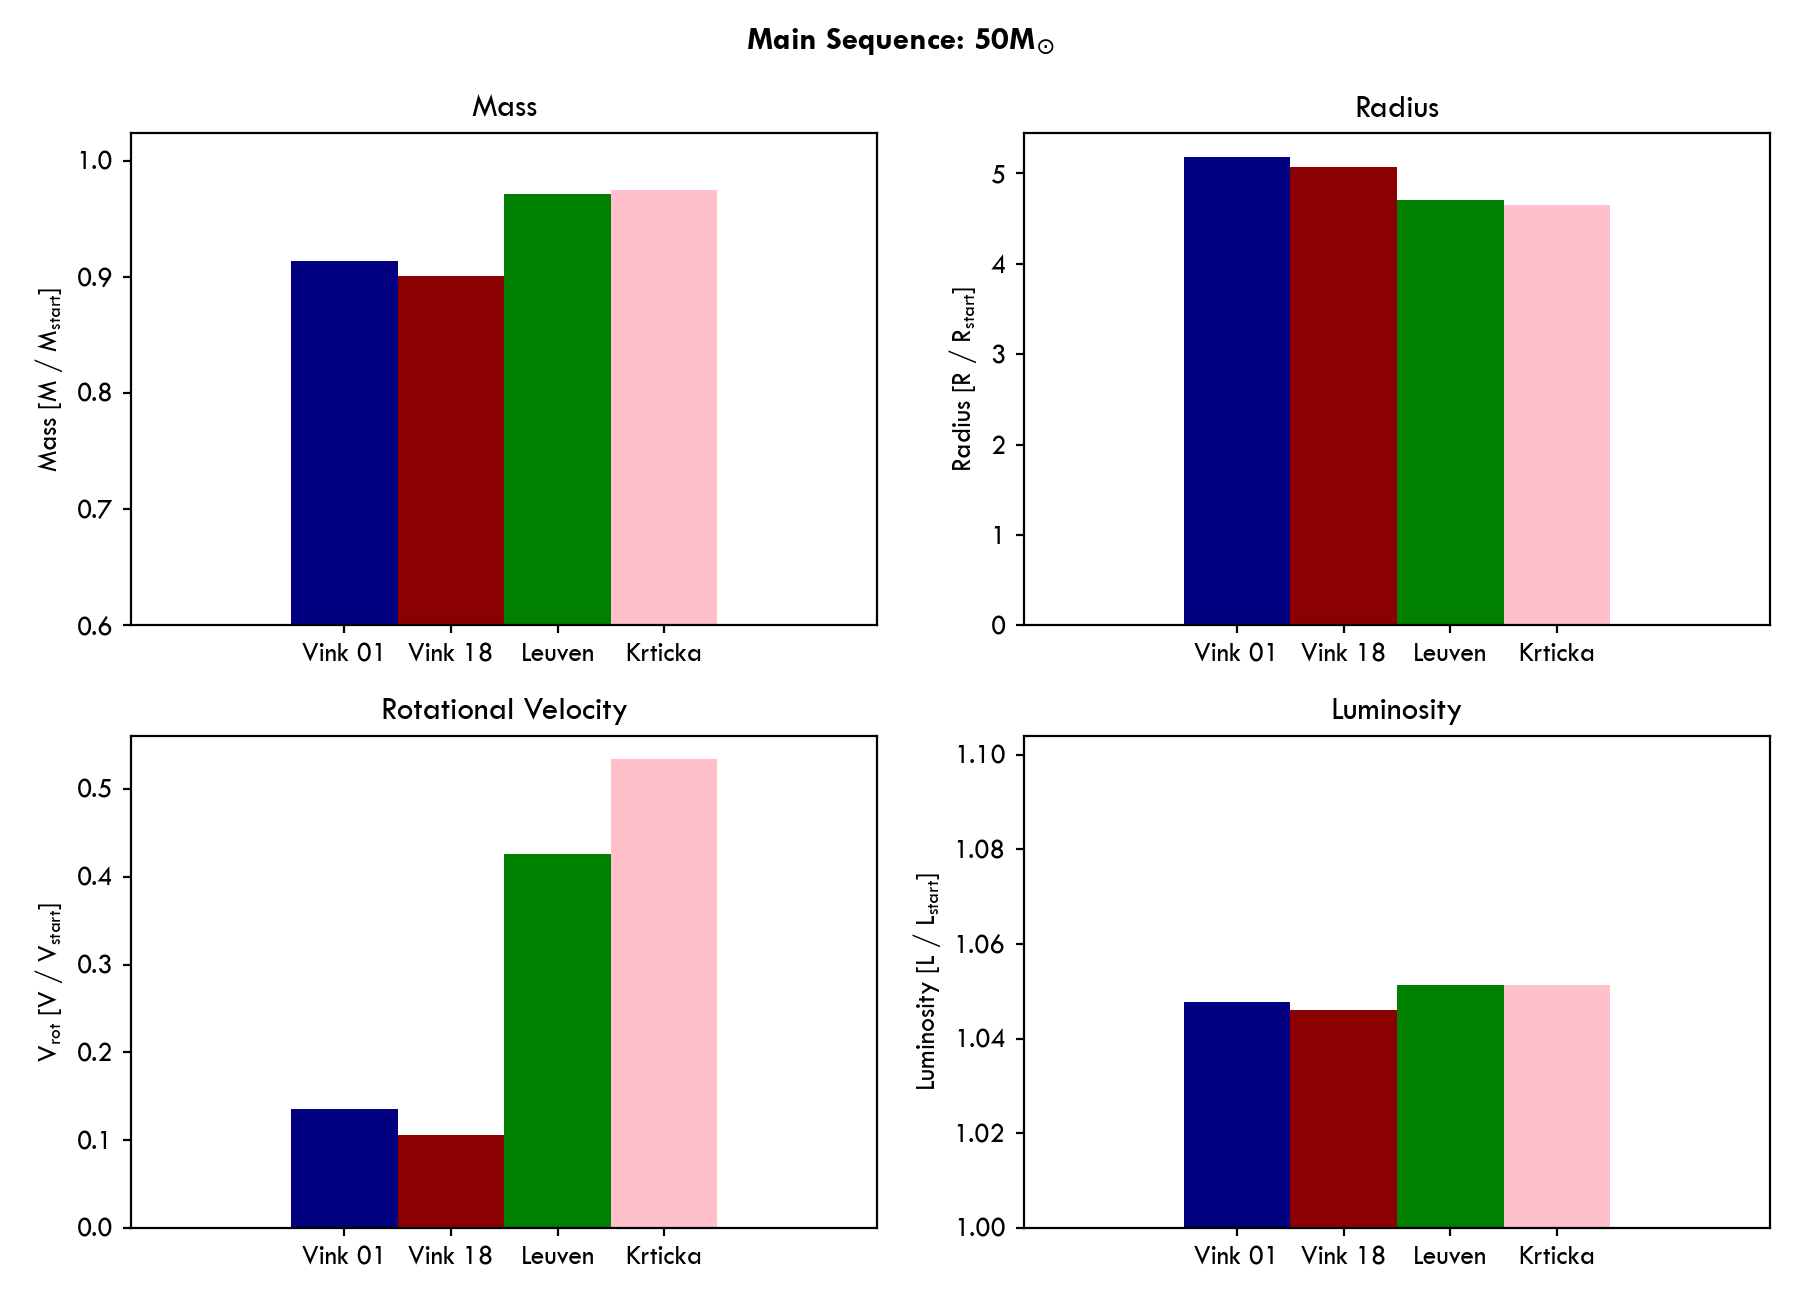 Main Sequence: 50M⊙
Mass
Mass [M / Mstart]
1.0
0.9
0.8
0.7
0.6
Vink 01 Vink 18 Leuven Krticka
Radius
Radius [R / Rstart]
5
4
3
2
1
0
Vink 01 Vink 18 Leuven Krticka
Rotational Velocity
Vrot [V / Vstart]
0.5
0.4
0.3
0.2
0.1
0.0
Vink 01 Vink 18 Leuven Krticka
Luminosity
Luminosity [L / Lstart]
1.10
1.08
1.06
1.04
1.02
1.00
Vink 01 Vink 18 Leuven Krticka